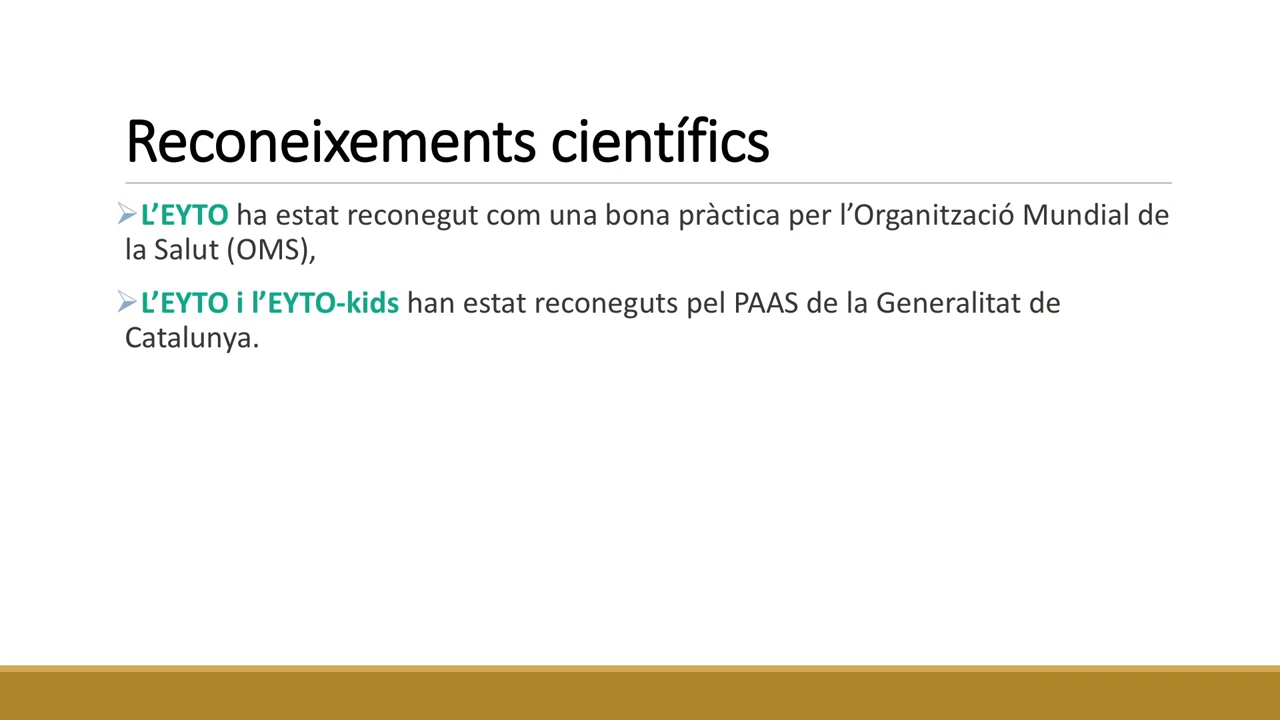 Reconeixements científics
L’EYTO ha estat reconegut com una bona pràctica per l’Organització Mundial de
la Salut (OMS),
L’EYTO i l’EYTO-kids han estat reconeguts pel PAAS de la Generalitat de
Catalunya.